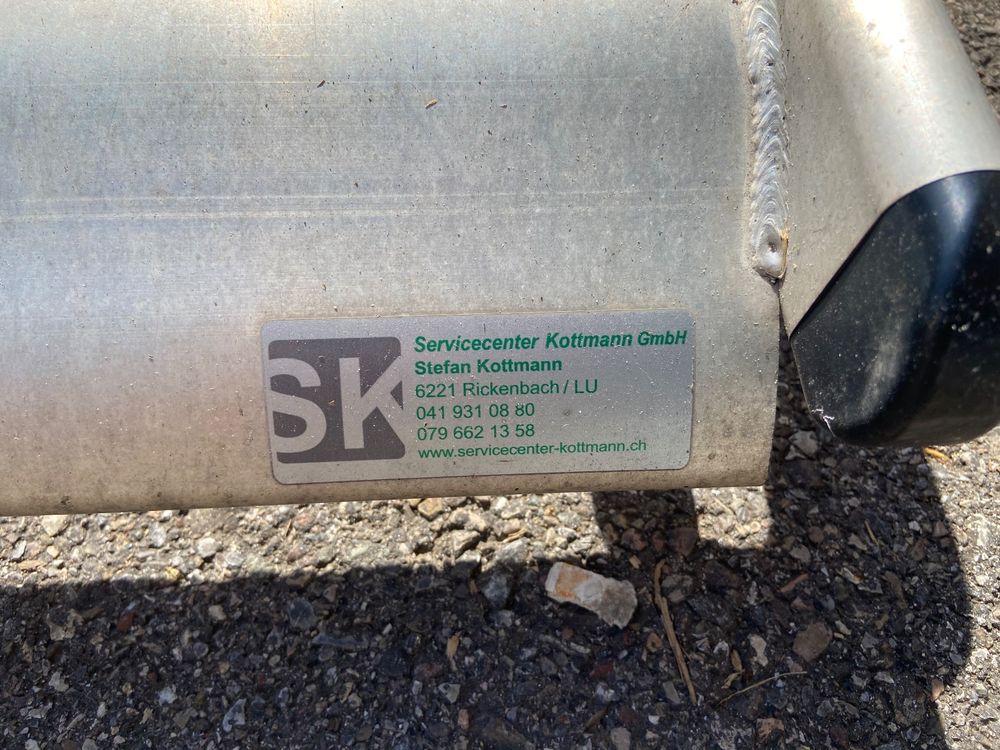 SK
Servicecenter Kottmann GmbH
Stefan Kottmann
6221 Rickenbach / LU
041 931 08 80
079 662 13 58
www.servicecenter-kottmann.ch